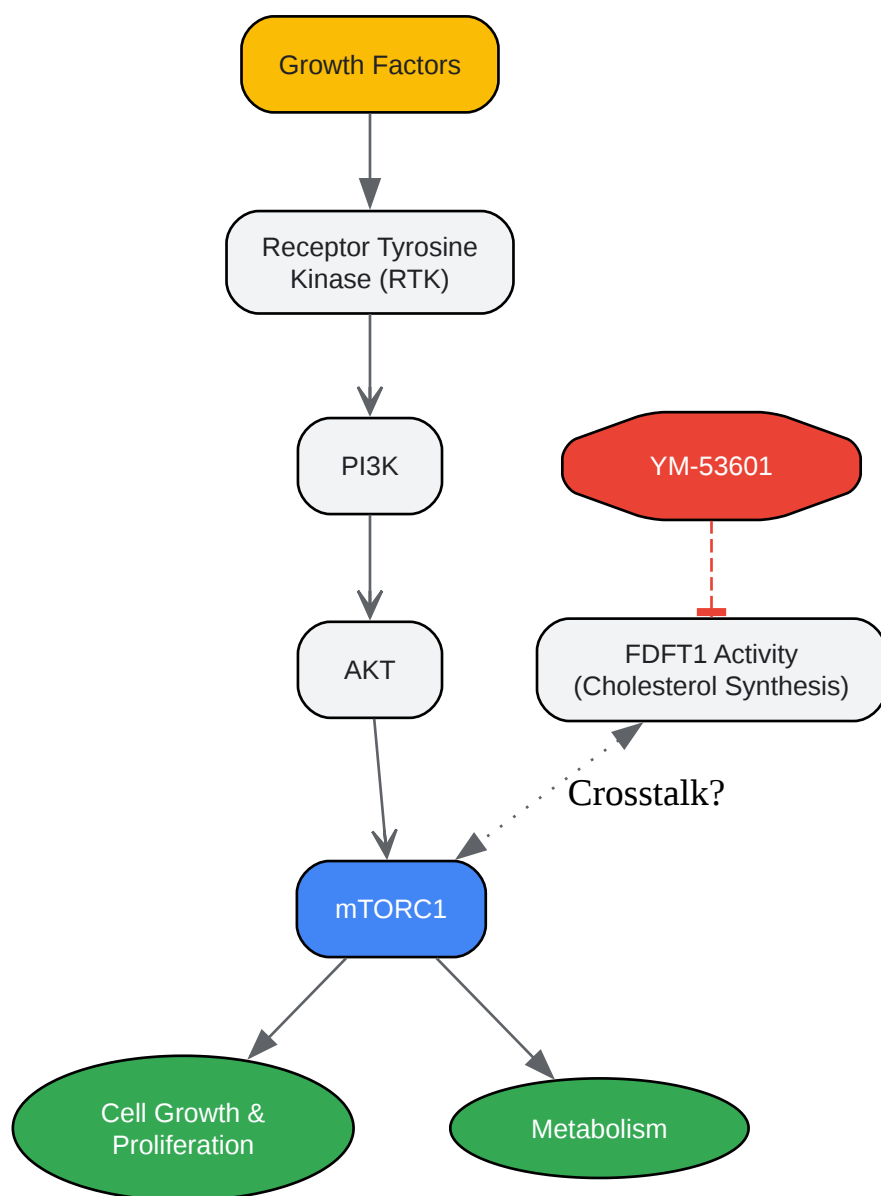 Growth Factors
Receptor Tyrosine
Kinase (RTK)
PI3K
YM-53601
AKT
FDFT1 Activity
(Cholesterol Synthesis)
Crosstalk?
mTORC1
Cell Growth &
Proliferation
Metabolism